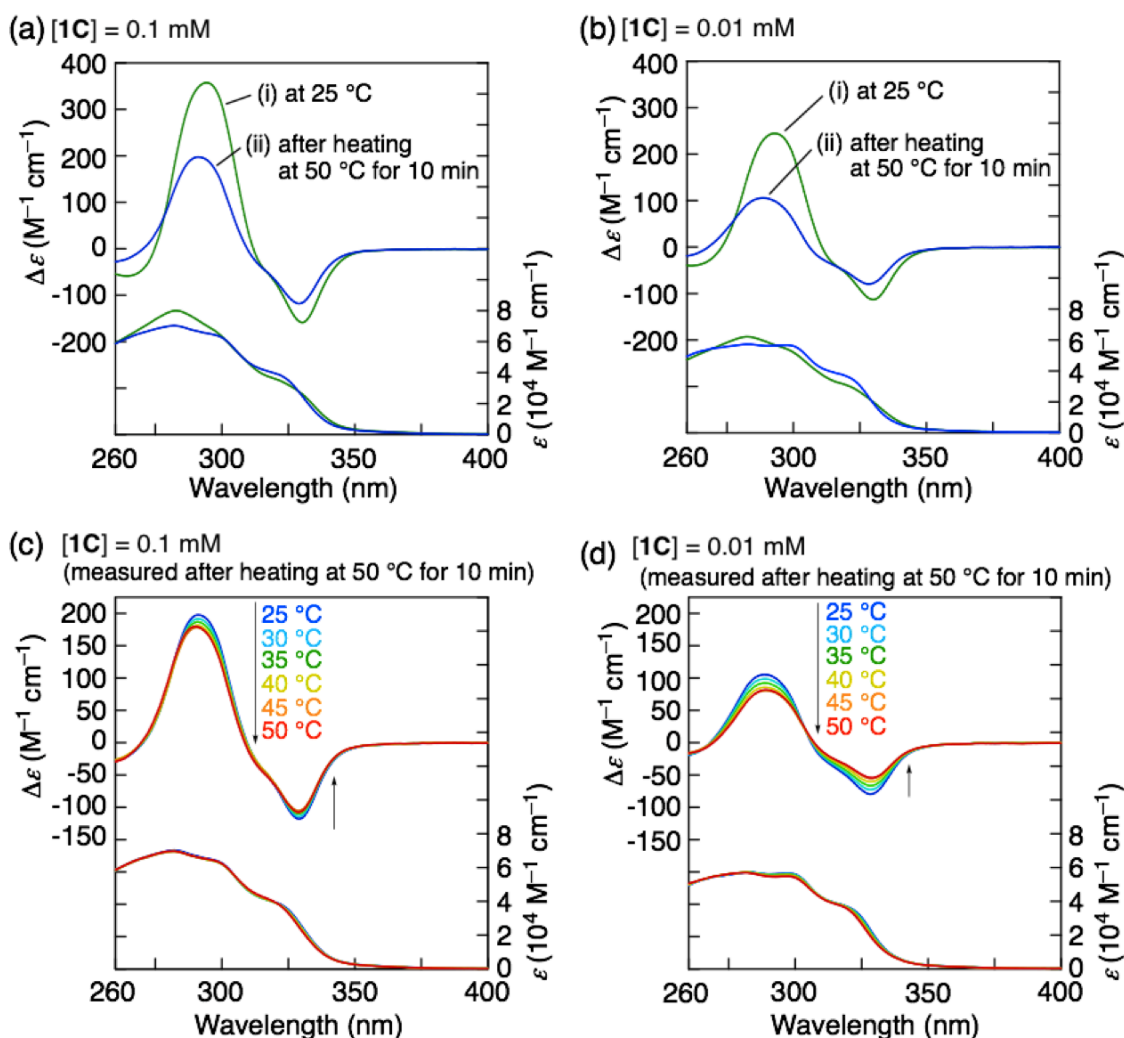 (a) [1C] = 0.1 mM
400
300
200
100
0
-100
-200
Δε (M⁻¹ cm⁻¹)
(i) at 25 °C
(ii) after heating
at 50 °C for 10 min
8
6
4
2
0
ε (10⁴ M⁻¹ cm⁻¹)
260
300
350
400
Wavelength (nm)
(b) [1C] = 0.01 mM
400
300
200
100
0
-100
-200
Δε (M⁻¹ cm⁻¹)
(i) at 25 °C
(ii) after heating
at 50 °C for 10 min
8
6
4
2
0
ε (10⁴ M⁻¹ cm⁻¹)
260
300
350
400
Wavelength (nm)
(c) [1C] = 0.1 mM
(measured after heating at 50 °C for 10 min)
200
150
100
50
0
-50
-100
-150
Δε (M⁻¹ cm⁻¹)
25 °C
30 °C
35 °C
40 °C
45 °C
50 °C
8
6
4
2
0
ε (10⁴ M⁻¹ cm⁻¹)
260
300
350
400
Wavelength (nm)
(d) [1C] = 0.01 mM
(measured after heating at 50 °C for 10 min)
200
150
100
50
0
-50
-100
-150
Δε (M⁻¹ cm⁻¹)
25 °C
30 °C
35 °C
40 °C
45 °C
50 °C
8
6
4
2
0
ε (10⁴ M⁻¹ cm⁻¹)
260
300
350
400
Wavelength (nm)